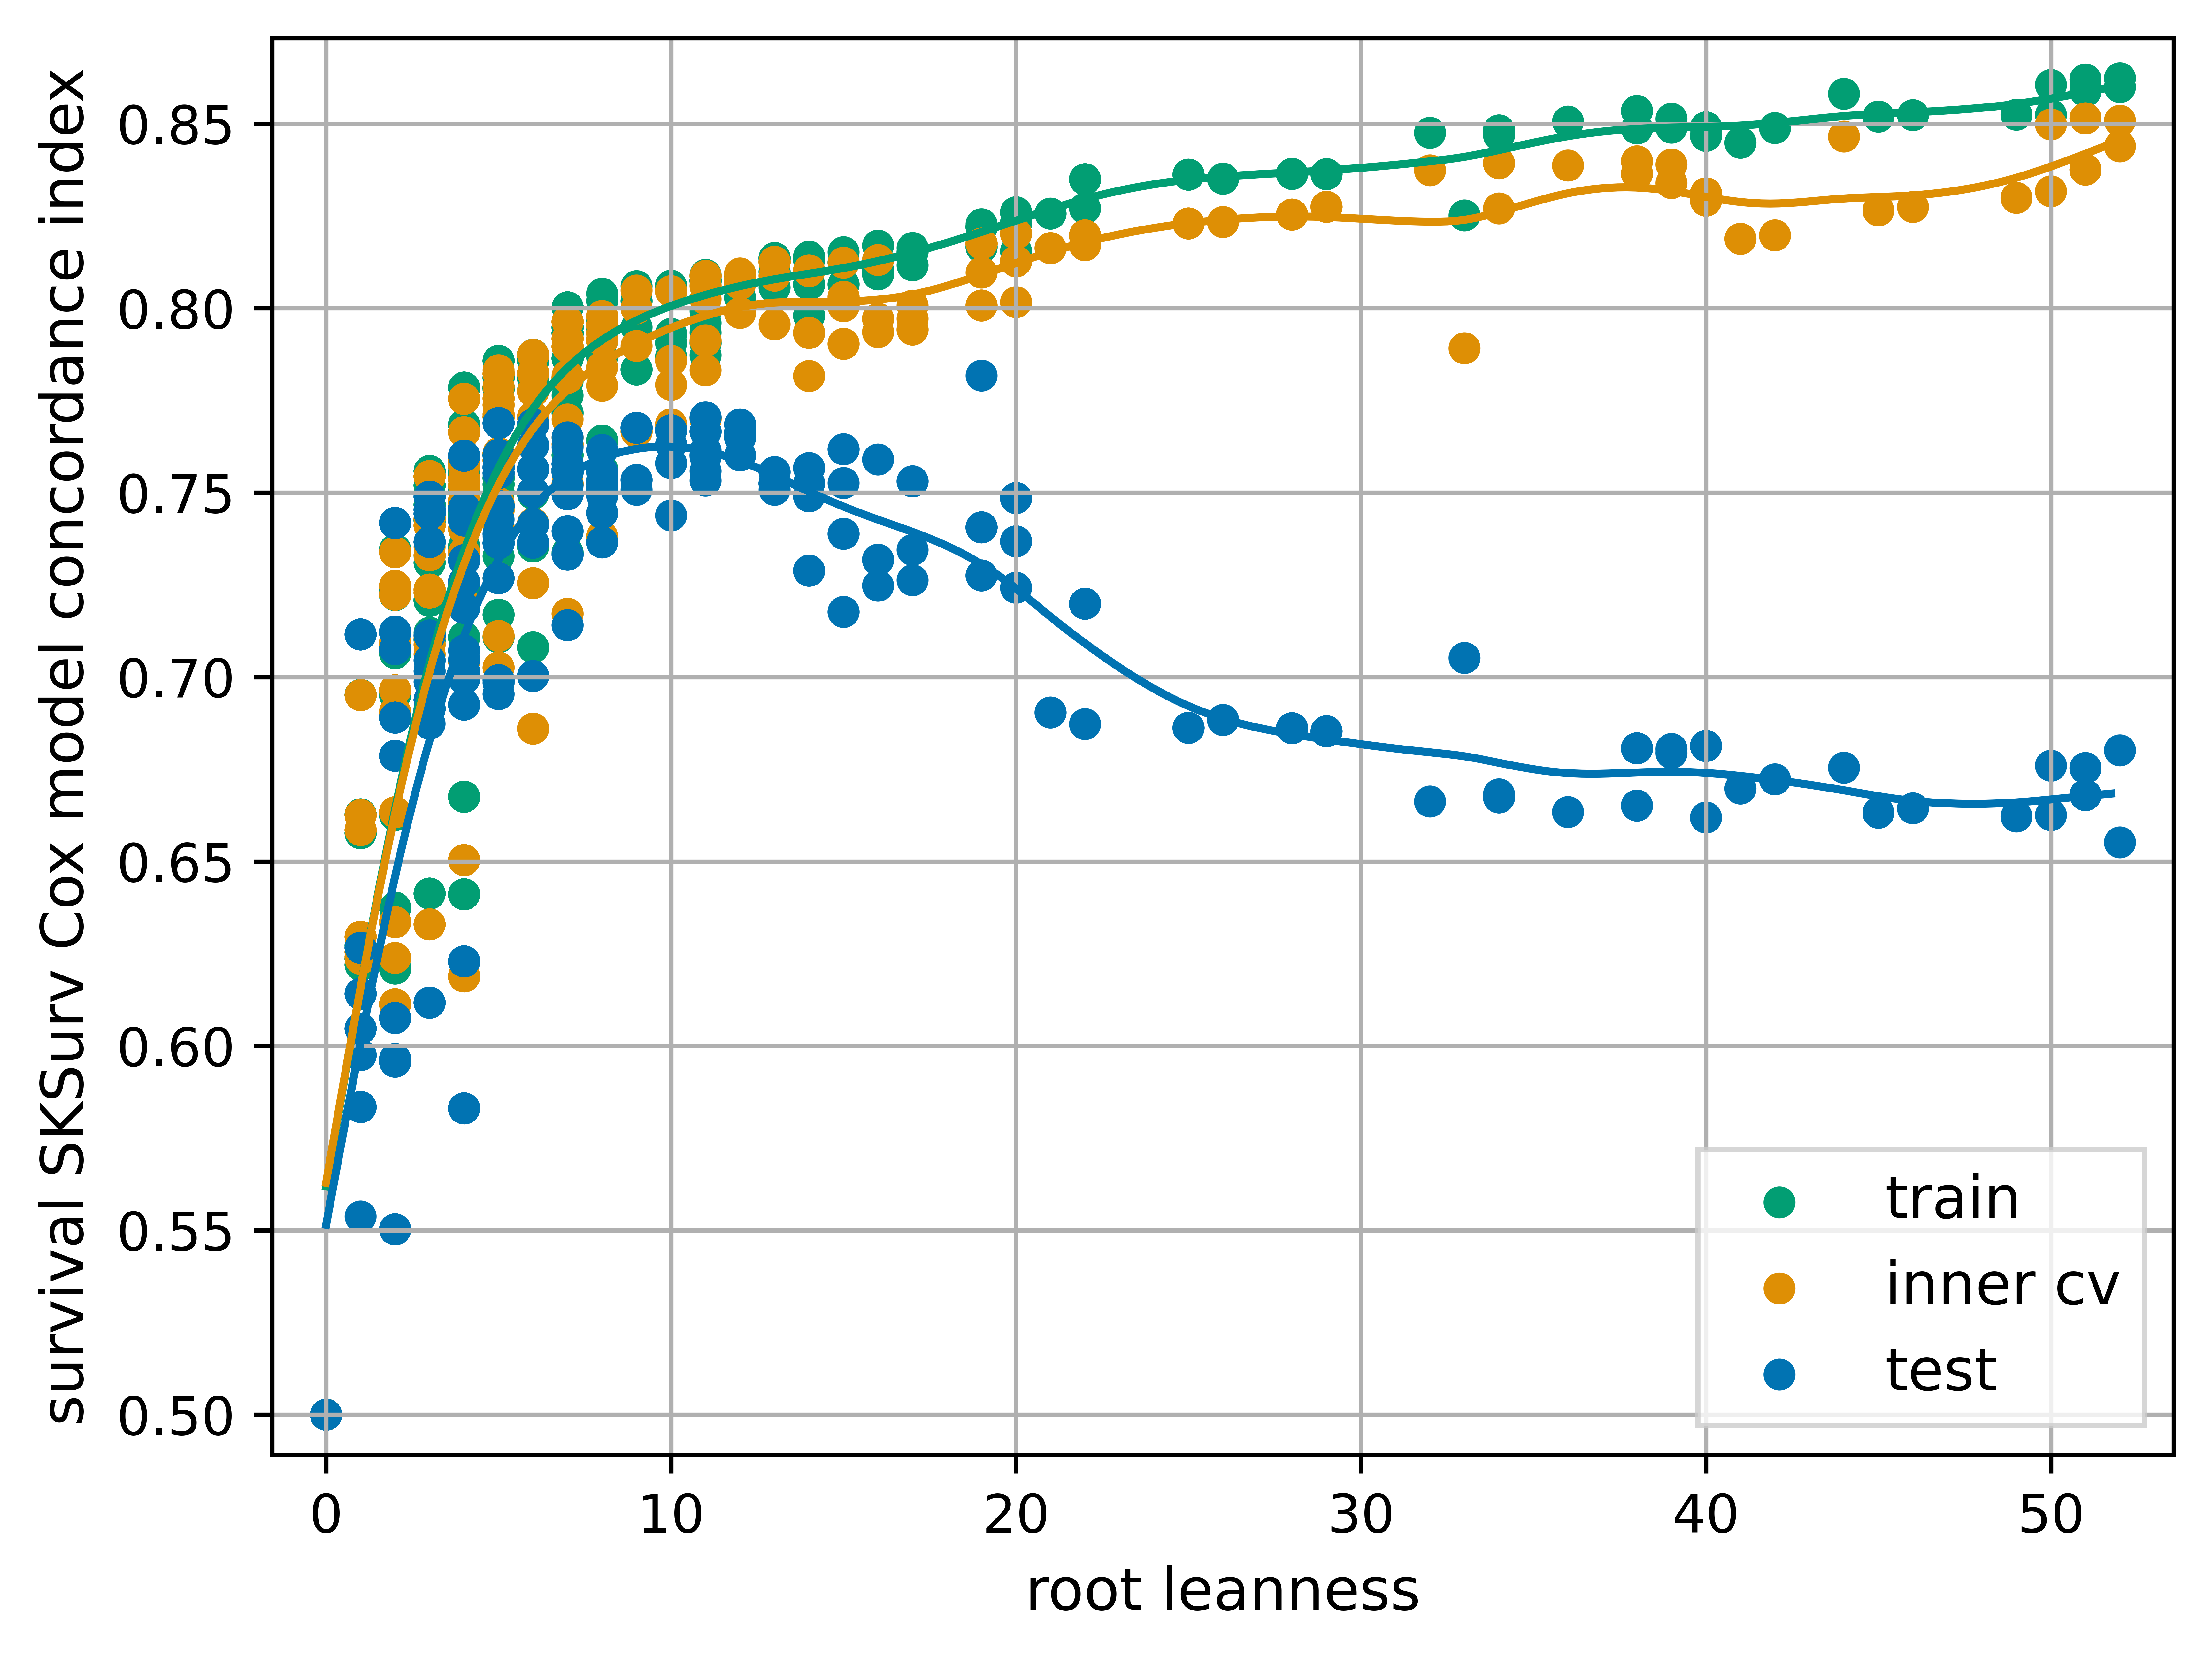 survival SKSurv Cox model concordance index
0.85
0.80
0.75
0.70
0.65
0.60
0.55
0.50
train
inner cv
test
0 10 20 30 40 50
root leanness